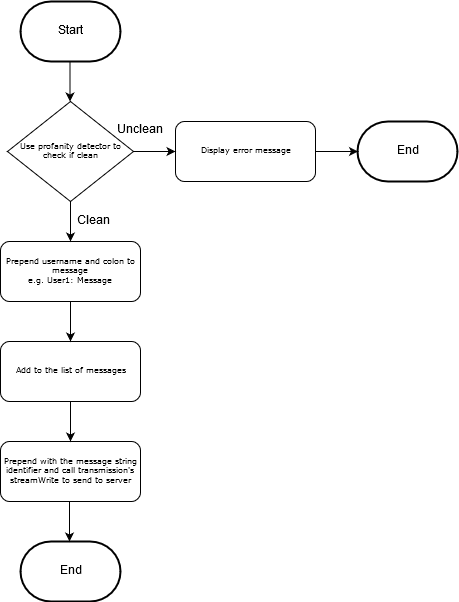 Start
Use profanity detector to
check if clean
Unclean
Display error message
End
Clean
Prepend username and colon to
message
e.g. User1: Message
Add to the list of messages
Prepend with the message string
identifier and call transmission's
streamWrite to send to server
End